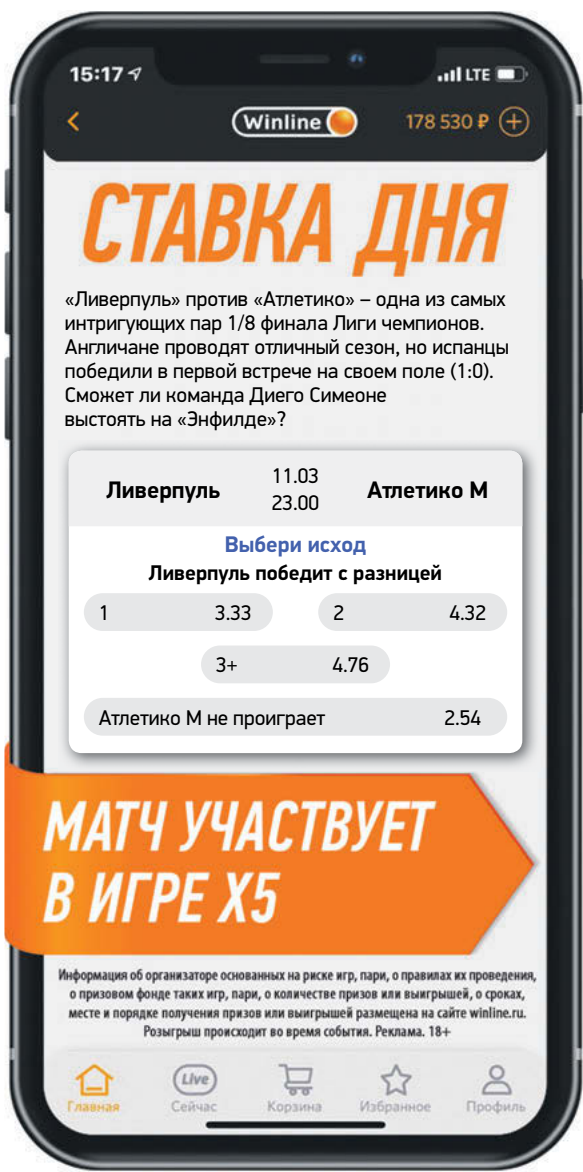 15:17
LTE
Winline
178 530 ₽
СТАВКА ДНЯ
«Ливерпуль» против «Атлетико» – одна из самых
интригующих пар 1/8 финала Лиги чемпионов.
Англичане проводят отличный сезон, но испанцы
победили в первой встрече на своем поле (1:0).
Сможет ли команда Диего Симеоне
выстоять на «Энфилде»?
Ливерпуль 11.03 Атлетико М
23.00
Выбери исход
Ливерпуль победит с разницей
1 3.33 2 4.32
3+ 4.76
Атлетико М не проиграет 2.54
МАТЧ УЧАСТВУЕТ
В ИГРЕ X5
Информация об организаторе основанных на риске игр, пари, о правилах их проведения,
о призовом фонде таких игр, пари, о количестве призов или выигрышей, о сроках,
месте и порядке получения призов или выигрышей размещена на сайте winline.ru.
Розыгрыш происходит во время события. Реклама. 18+
Live
Главная Сейчас Корзина Избранное Профиль